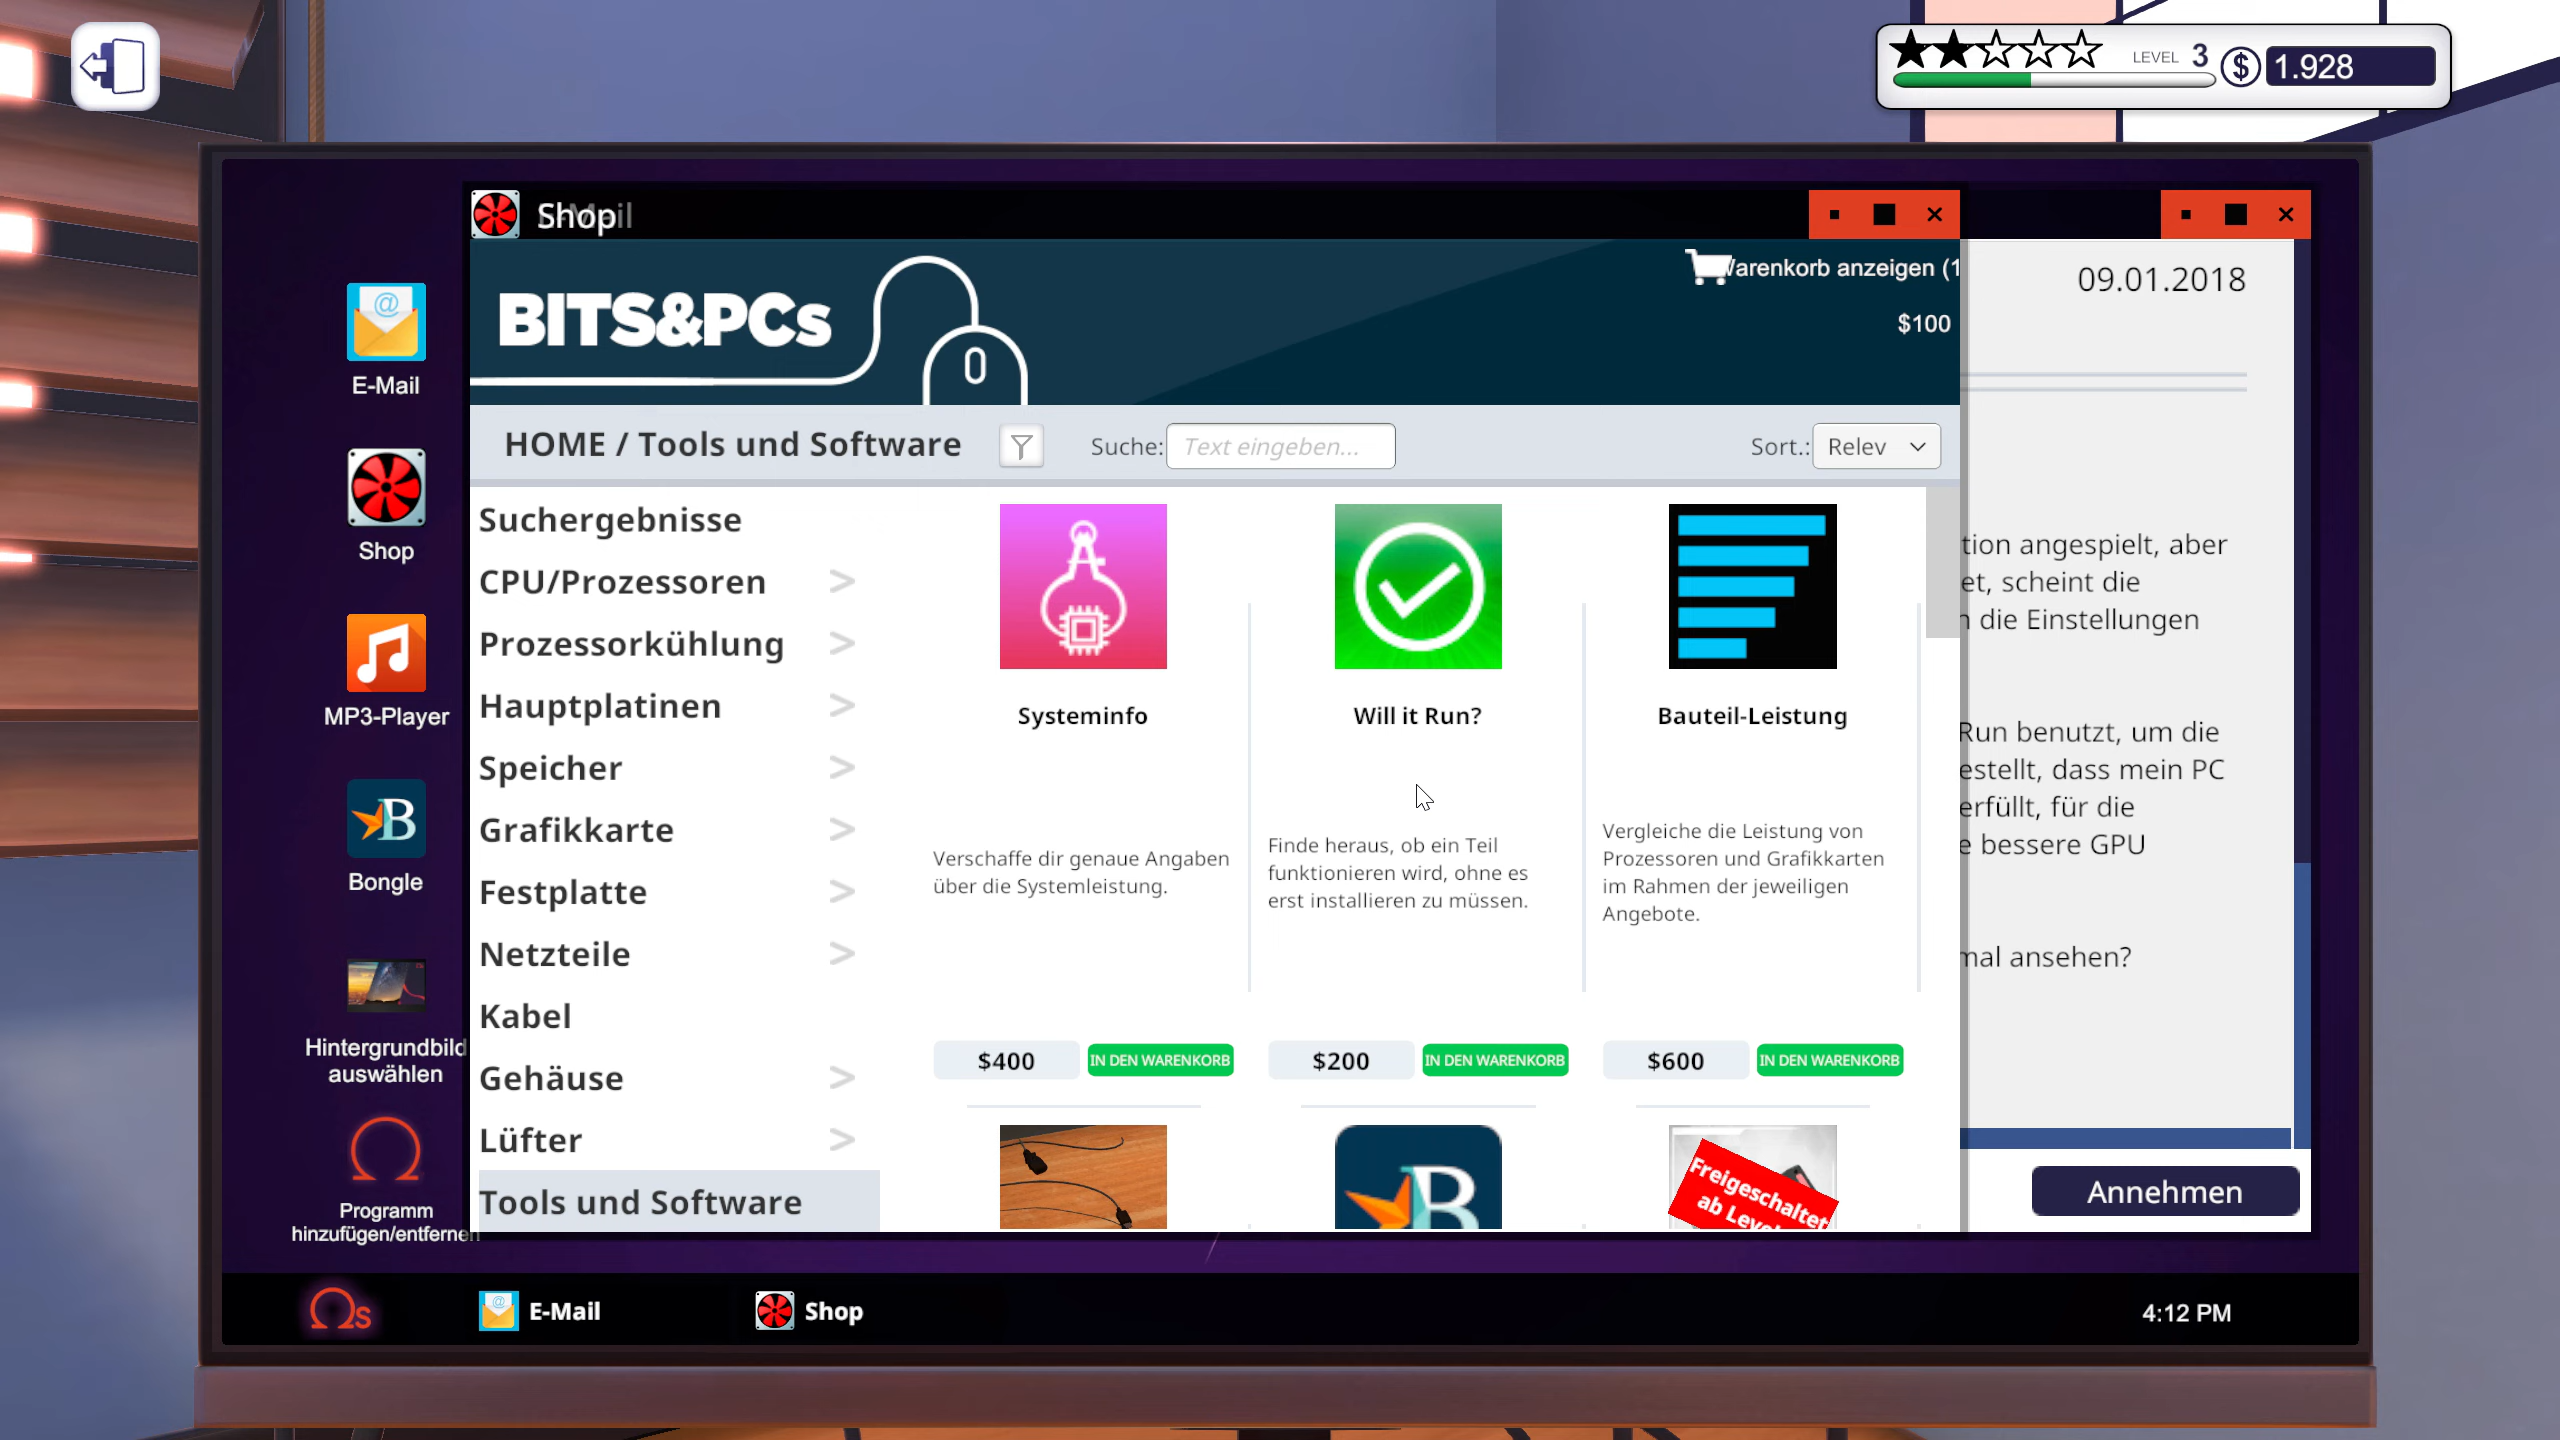 LEVEL 3 $ 1.928
Shop
Warenkorb anzeigen (1
$100
BITS&PCs
09.01.2018
HOME / Tools und Software
Suche: Text eingeben...
Sort.: Relev
E-Mail
Shop
MP3-Player
Bongle
Hintergrundbild
auswählen
Programm
hinzufügen/entfernen
Suchergebnisse
CPU/Prozessoren >
Prozessorkühlung >
Hauptplatinen >
Speicher >
Grafikkarte >
Festplatte >
Netzteile >
Kabel
Gehäuse >
Lüfter >
Tools und Software
Systeminfo
Verschaffe dir genaue Angaben
über die Systemleistung.
$400 IN DEN WARENKORB
Will it Run?
Finde heraus, ob ein Teil
funktionieren wird, ohne es
erst installieren zu müssen.
$200 IN DEN WARENKORB
Bauteil-Leistung
Vergleiche die Leistung von
Prozessoren und Grafikkarten
im Rahmen der jeweiligen
Angebote.
$600 IN DEN WARENKORB
B
Freigeschaltet
ab Level
tion angespielt, aber
et, scheint die
die Einstellungen
Run benutzt, um die
estellt, dass mein PC
erfüllt, für die
e bessere GPU
mal ansehen?
Annehmen
Ωs
E-Mail
Shop
4:12 PM